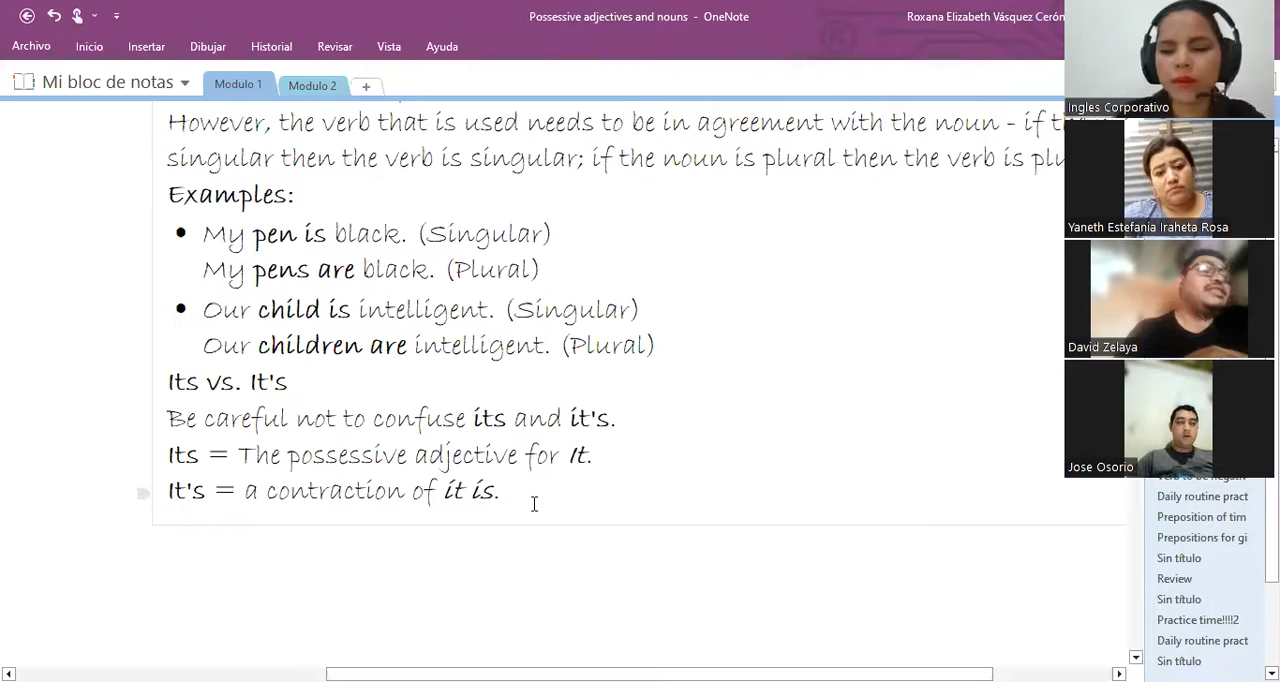 Possessive adjectives and nouns - OneNote
Roxana Elizabeth Vásquez Cerón
Archivo Inicio Insertar Dibujar Historial Revisar Vista Ayuda
Mi bloc de notas Modulo 1 Modulo 2 +
However, the verb that is used needs to be in agreement with the noun - if
singular then the verb is singular; if the noun is plural then the verb is
Examples:
• My pen is black. (Singular)
My pens are black. (Plural)
• Our child is intelligent. (Singular)
Our children are intelligent. (Plural)
Its vs. It's
Be careful not to confuse its and it's.
Its = The possessive adjective for It.
It's = a contraction of it is.
Ingles Corporativo
Yaneth Estefania Iraheta Rosa
David Zelaya
Jose Osorio
Daily routine pract
Preposition of tim
Prepositions for gi
Sin título
Review
Sin título
Practice time!!!!2
Daily routine pract
Sin título